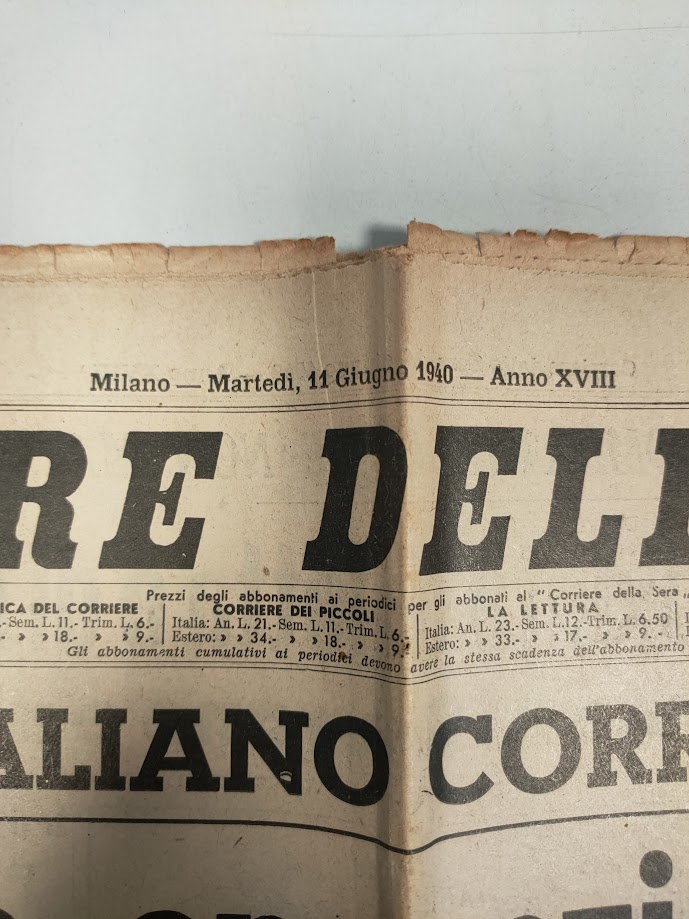 Milano — Martedì, 11 Giugno 1940 — Anno XVIII
RE DELL
Prezzi degli abbonamenti ai periodici per gli abbonati al "Corriere della Sera„
ICA DEL CORRIERE CORRIERE DEI PICCOLI LA LETTURA
-Sem. L. 11.-Trim. L. 6.- Italia: An. L. 21.-Sem. L. 11.-Trim. L. 6.- Italia: An. L. 23.-Sem. L. 12.-Trim. L. 6.50
» 18.- » » 9.- Estero: » » 34.- » » 18.- » » 9.- Estero: » » 33.- » » 17.- » » 9.-
Gli abbonamenti cumulativi ai periodici devono avere la stessa scadenza dell'abbonamento
ALIANO CORR